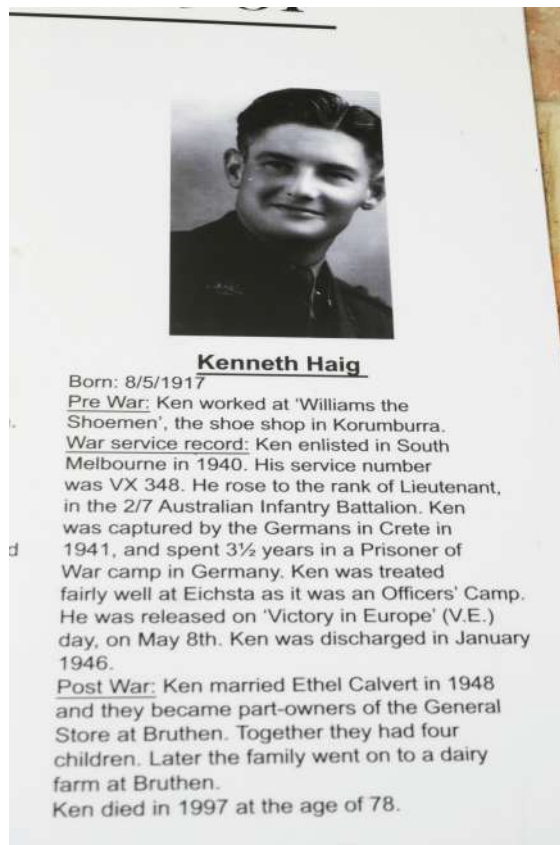 Kenneth Haig
Born: 8/5/1917
Pre War: Ken worked at 'Williams the
Shoemen', the shoe shop in Korumburra.
War service record: Ken enlisted in South
Melbourne in 1940. His service number
was VX 348. He rose to the rank of Lieutenant,
in the 2/7 Australian Infantry Battalion. Ken
was captured by the Germans in Crete in
1941, and spent 3½ years in a Prisoner of
War camp in Germany. Ken was treated
fairly well at Eichsta as it was an Officers' Camp.
He was released on 'Victory in Europe' (V.E.)
day, on May 8th. Ken was discharged in January
1946.
Post War: Ken married Ethel Calvert in 1948
and they became part-owners of the General
Store at Bruthen. Together they had four
children. Later the family went on to a dairy
farm at Bruthen.
Ken died in 1997 at the age of 78.